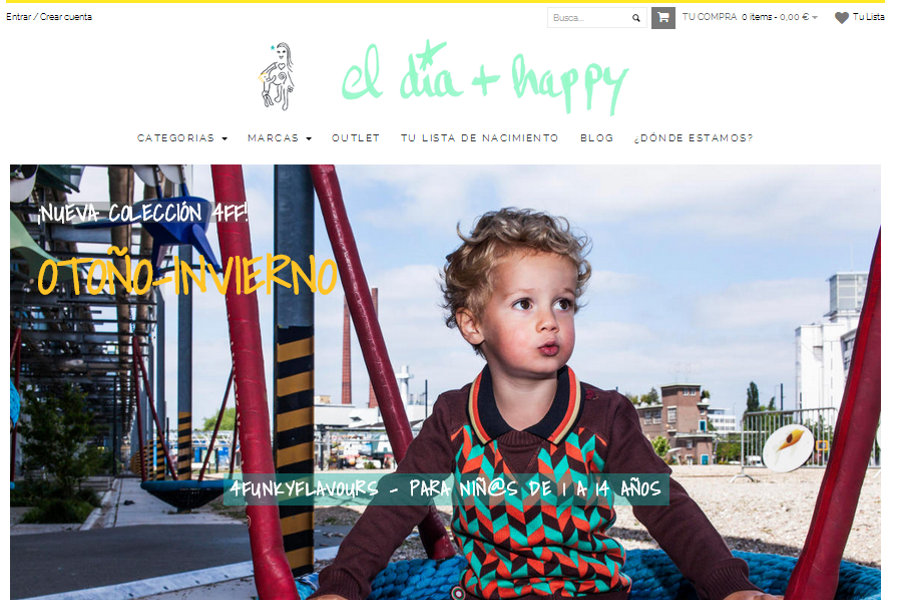 Entrar / Crear cuenta
Busca...
TU COMPRA 0 items - 0,00 €
Tu Lista
el día + happy
CATEGORIAS MARCAS OUTLET TU LISTA DE NACIMIENTO BLOG ¿DÓNDE ESTAMOS?
¡NUEVA COLECCIÓN 4FF!
OTOÑO-INVIERNO
4FUNKYFLAVOURS - PARA NIÑ@S DE 1 A 14 AÑOS